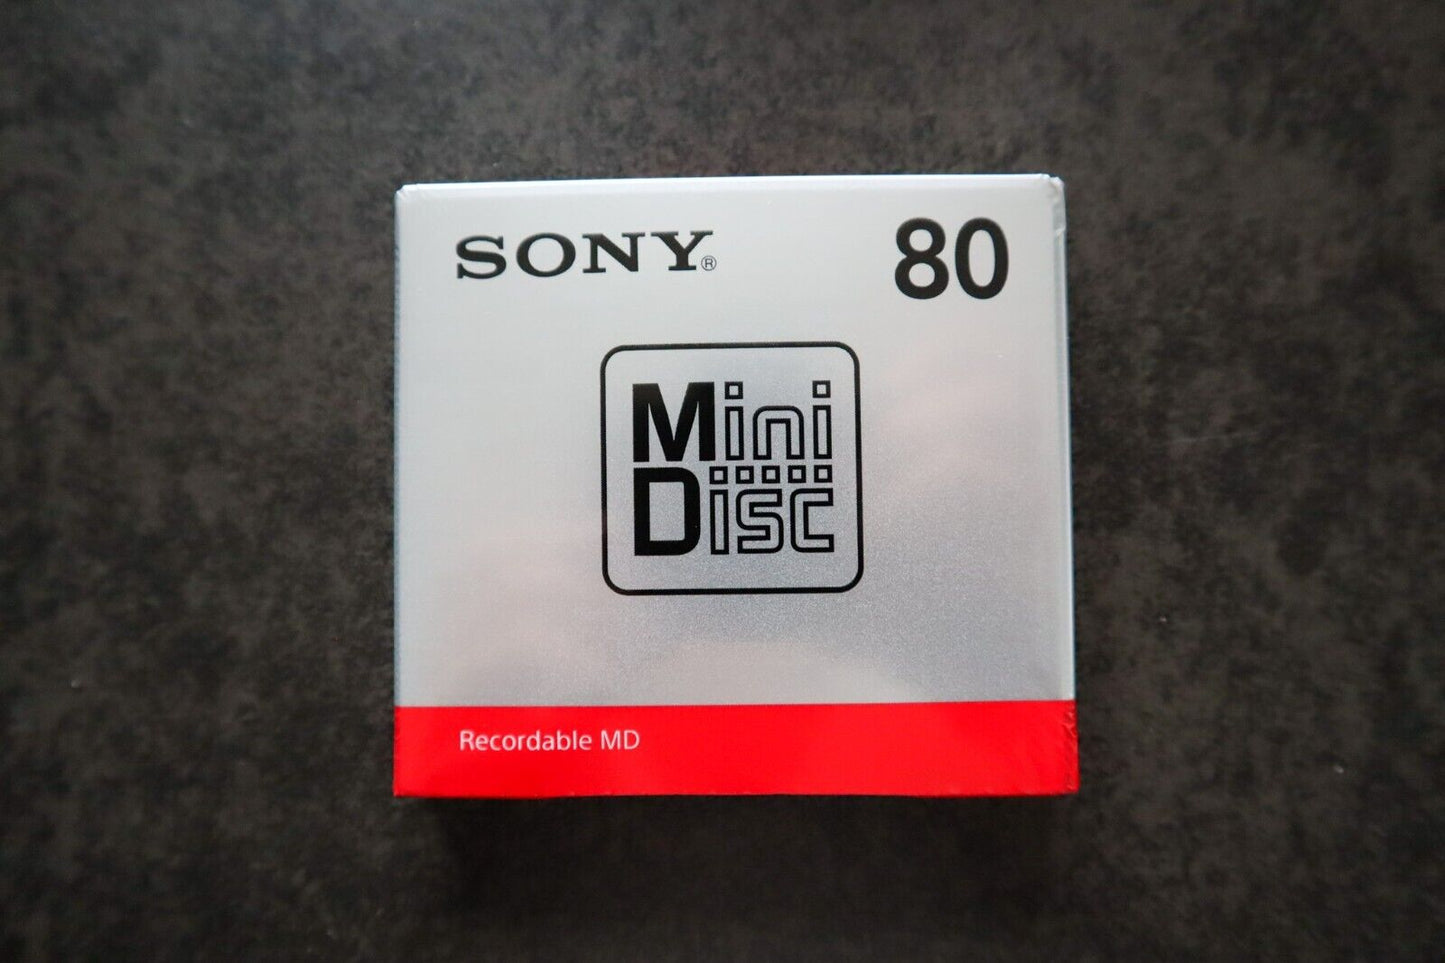 SONY® 80
Mini
Disc
Recordable MD